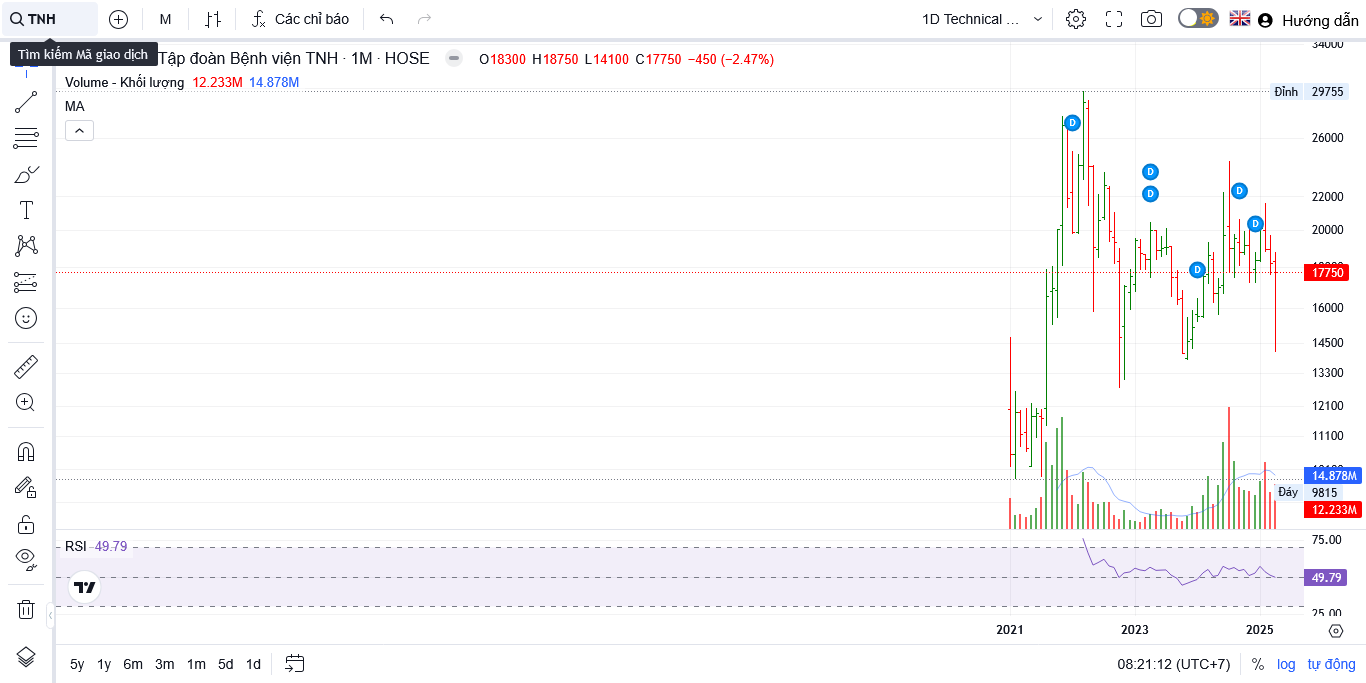 TNH M Các chỉ báo 1D Technical ... Hướng dẫn
Tìm kiếm Mã giao dịch
Tập đoàn Bệnh viện TNH · 1M · HOSE O18300 H18750 L14100 C17750 −450 (−2.47%)
Volume - Khối lượng 12.233M 14.878M
MA
34000
Đỉnh 29755
26000
22000
20000
17750
16000
14500
13300
12100
11100
14.878M
Đáy 9815
12.233M
D
D
D
D
D
D
RSI 49.79
75.00
49.79
25.00
2021 2023 2025
5y 1y 6m 3m 1m 5d 1d 08:21:12 (UTC+7) % log tự động